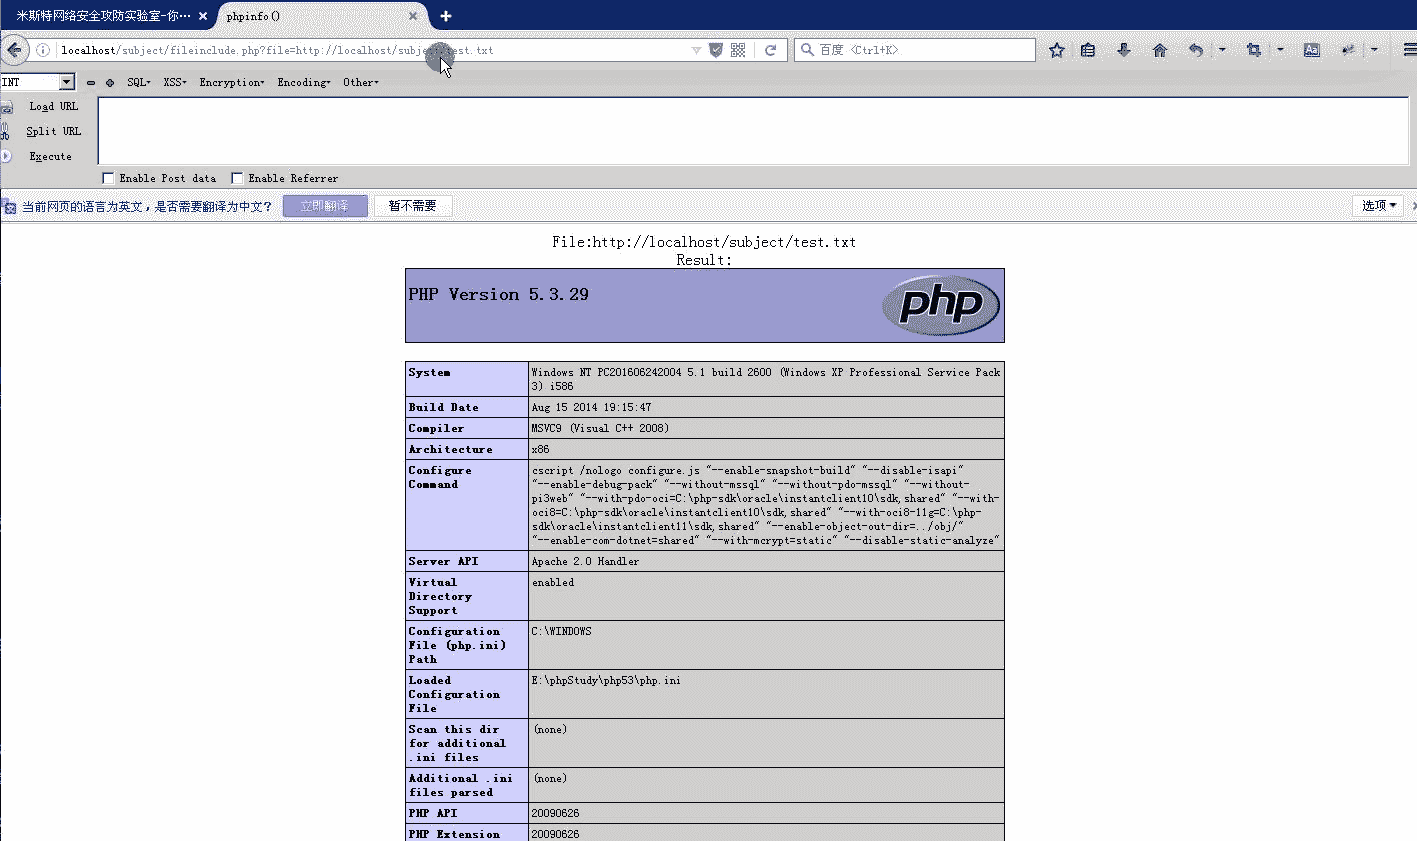 米斯特网络安全攻防实验室-你…
phpinfo()
localhost/subject/fileinclude.php?file=http://localhost/subject/test.txt
百度 <Ctrl+K>
INT
SQL
XSS
Encryption
Encoding
Other
Load URL
Split URL
Execute
Enable Post data
Enable Referrer
当前网页的语言为英文，是否需要翻译为中文？
立即翻译
暂不需要
选项
File:http://localhost/subject/test.txt
Result:
PHP Version 5.3.29
php
System
Windows NT PC201606242004 5.1 build 2600 (Windows XP Professional Service Pack
3) i586
Build Date
Aug 15 2014 19:15:47
Compiler
MSVC9 (Visual C++ 2008)
Architecture
x86
Configure
Command
cscript /nologo configure.js "--enable-snapshot-build" "--disable-isapi"
"--enable-debug-pack" "--without-mssql" "--without-pdo-mssql" "--without-
pi3web" "--with-pdo-oci=C:\php-sdk\oracle\instantclient10\sdk,shared" "--with-
oci8=C:\php-sdk\oracle\instantclient10\sdk,shared" "--with-oci8-11g=C:\php-
sdk\oracle\instantclient11\sdk,shared" "--enable-object-out-dir=../obj/"
"--enable-com-dotnet=shared" "--with-mcrypt=static" "--disable-static-analyze"
Server API
Apache 2.0 Handler
Virtual
Directory
Support
enabled
Configuration
File (php.ini)
Path
C:\WINDOWS
Loaded
Configuration
File
E:\phpStudy\php53\php.ini
Scan this dir
for additional
.ini files
(none)
Additional .ini
files parsed
(none)
PHP API
20090626
PHP Extension
20090626